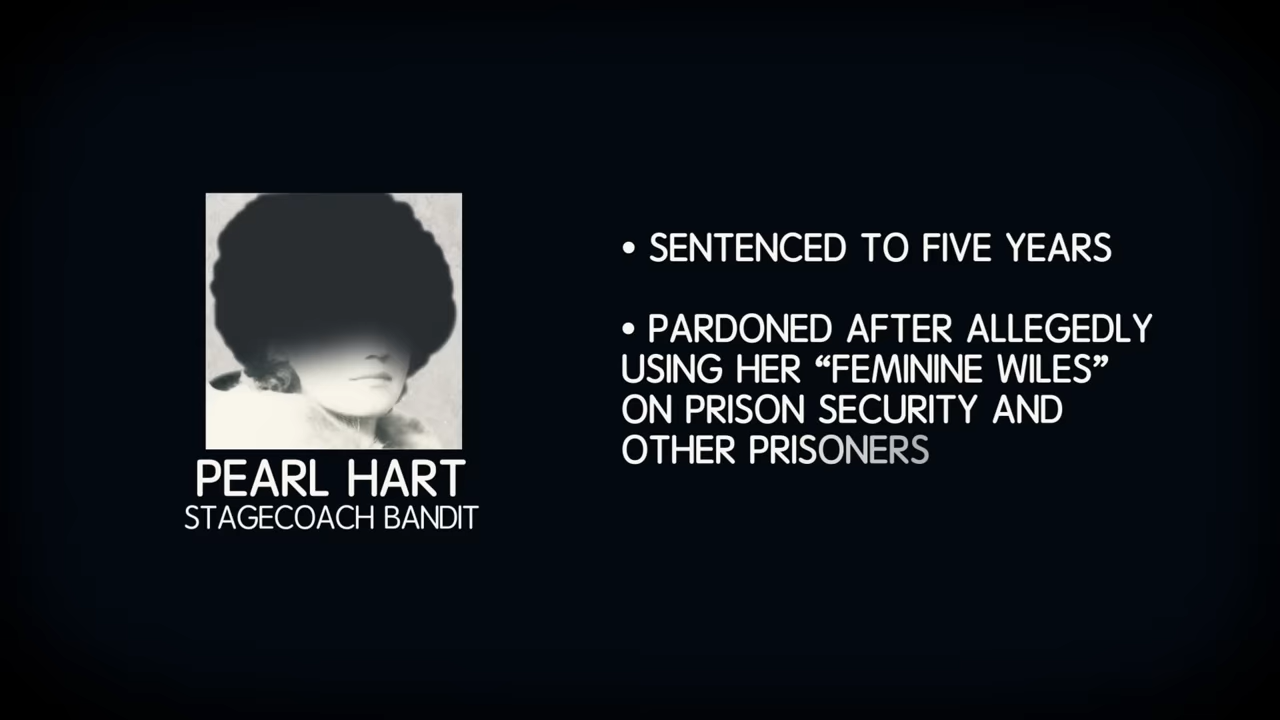 PEARL HART
STAGECOACH BANDIT
• SENTENCED TO FIVE YEARS
• PARDONED AFTER ALLEGEDLY
USING HER “FEMININE WILES”
ON PRISON SECURITY AND
OTHER PRISONERS